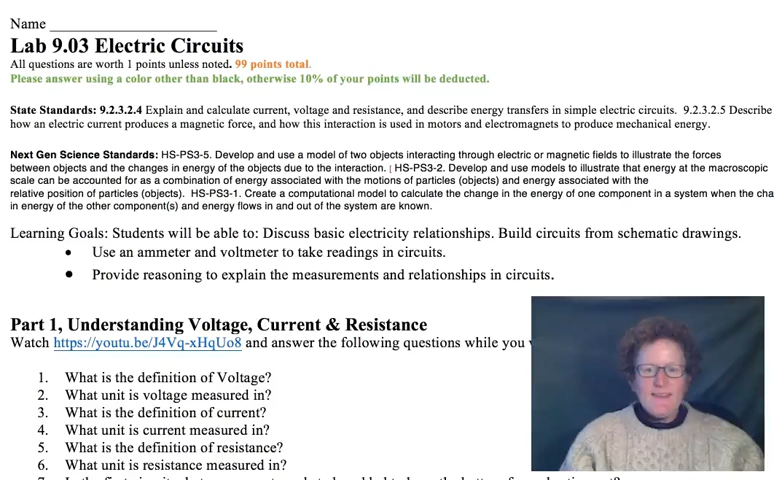 Name
Lab 9.03 Electric Circuits
All questions are worth 1 points unless noted. 99 points total.
Please answer using a color other than black, otherwise 10% of your points will be deducted.
State Standards: 9.2.3.2.4 Explain and calculate current, voltage and resistance, and describe energy transfers in simple electric circuits. 9.2.3.2.5 Describe
how an electric current produces a magnetic force, and how this interaction is used in motors and electromagnets to produce mechanical energy.
Next Gen Science Standards: HS-PS3-5. Develop and use a model of two objects interacting through electric or magnetic fields to illustrate the forces
between objects and the changes in energy of the objects due to the interaction. [ HS-PS3-2. Develop and use models to illustrate that energy at the macroscopic
scale can be accounted for as a combination of energy associated with the motions of particles (objects) and energy associated with the
relative position of particles (objects). HS-PS3-1. Create a computational model to calculate the change in the energy of one component in a system when the cha
in energy of the other component(s) and energy flows in and out of the system are known.
Learning Goals: Students will be able to: Discuss basic electricity relationships. Build circuits from schematic drawings.
• Use an ammeter and voltmeter to take readings in circuits.
• Provide reasoning to explain the measurements and relationships in circuits.
Part 1, Understanding Voltage, Current & Resistance
Watch https://youtu.be/J4Vq-xHqUo8 and answer the following questions while you
1. What is the definition of Voltage?
2. What unit is voltage measured in?
3. What is the definition of current?
4. What unit is current measured in?
5. What is the definition of resistance?
6. What unit is resistance measured in?